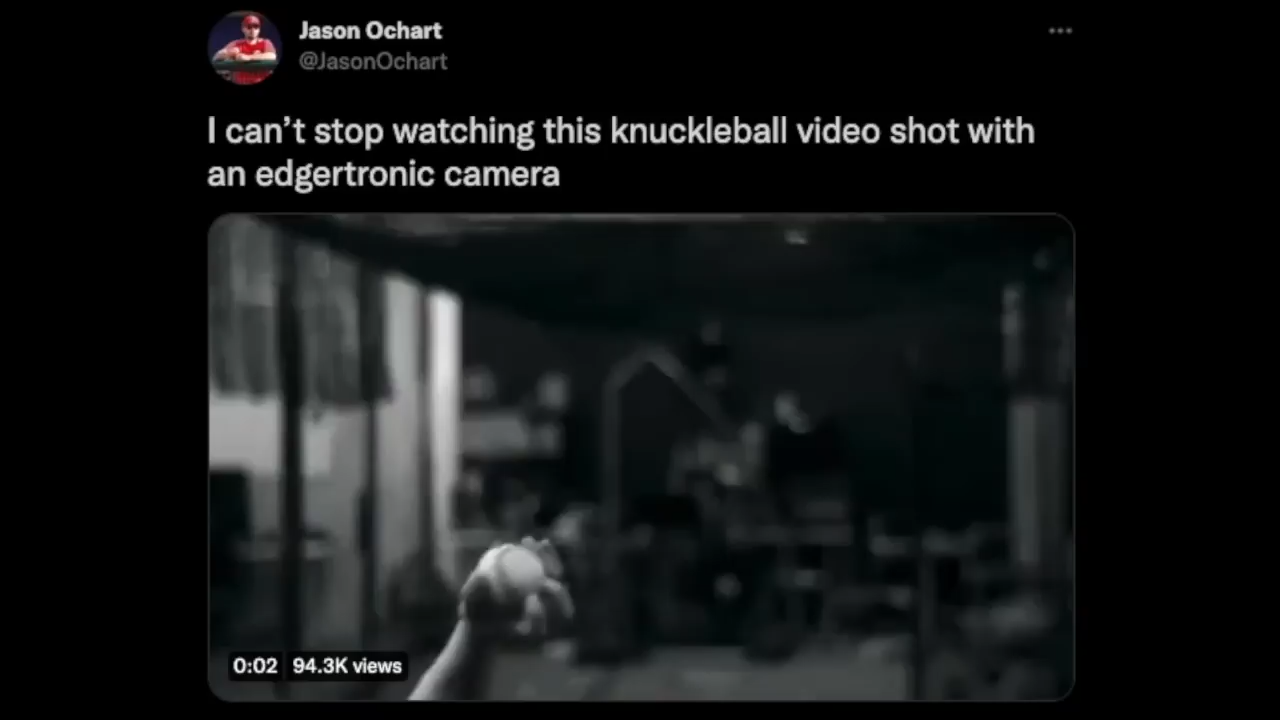 Jason Ochart
@JasonOchart
I can’t stop watching this knuckleball video shot with
an edgertronic camera
0:02 94.3K views